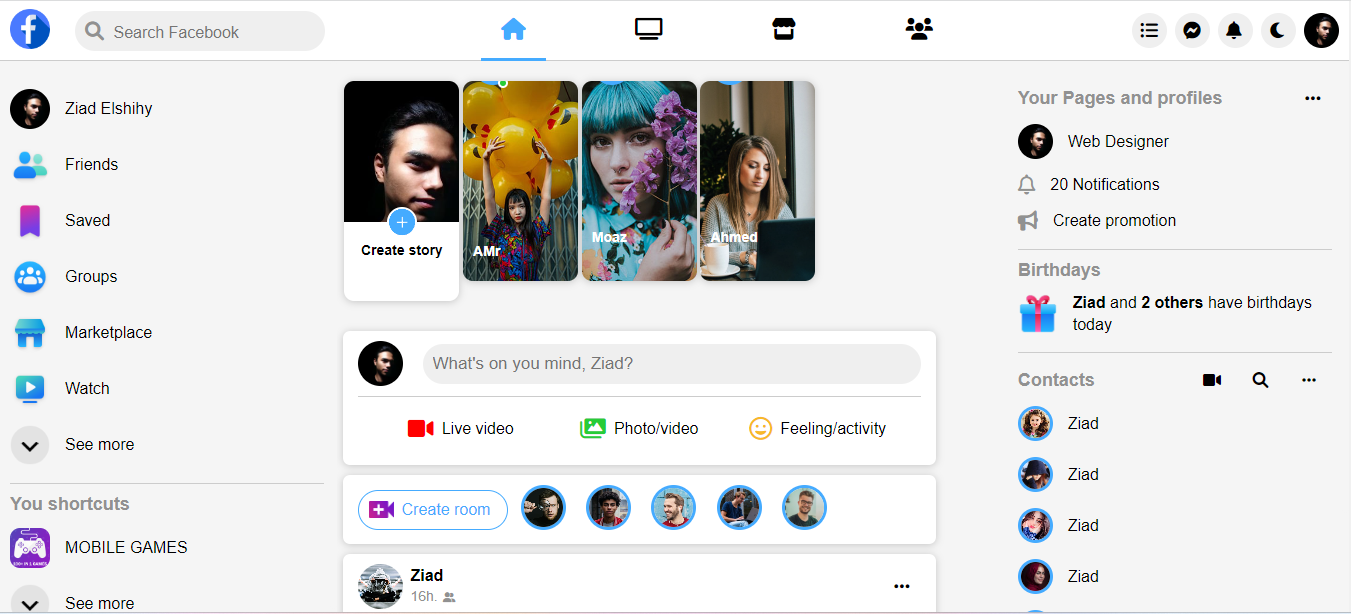 Search Facebook
Ziad Elshihy
Friends
Saved
Groups
Marketplace
Watch
See more
You shortcuts
MOBILE GAMES
See more
Create story
AMr
Moaz
Ahmed
What's on you mind, Ziad?
Live video
Photo/video
Feeling/activity
Create room
Ziad
16h.
Your Pages and profiles
Web Designer
20 Notifications
Create promotion
Birthdays
Ziad and 2 others have birthdays
today
Contacts
Ziad
Ziad
Ziad
Ziad